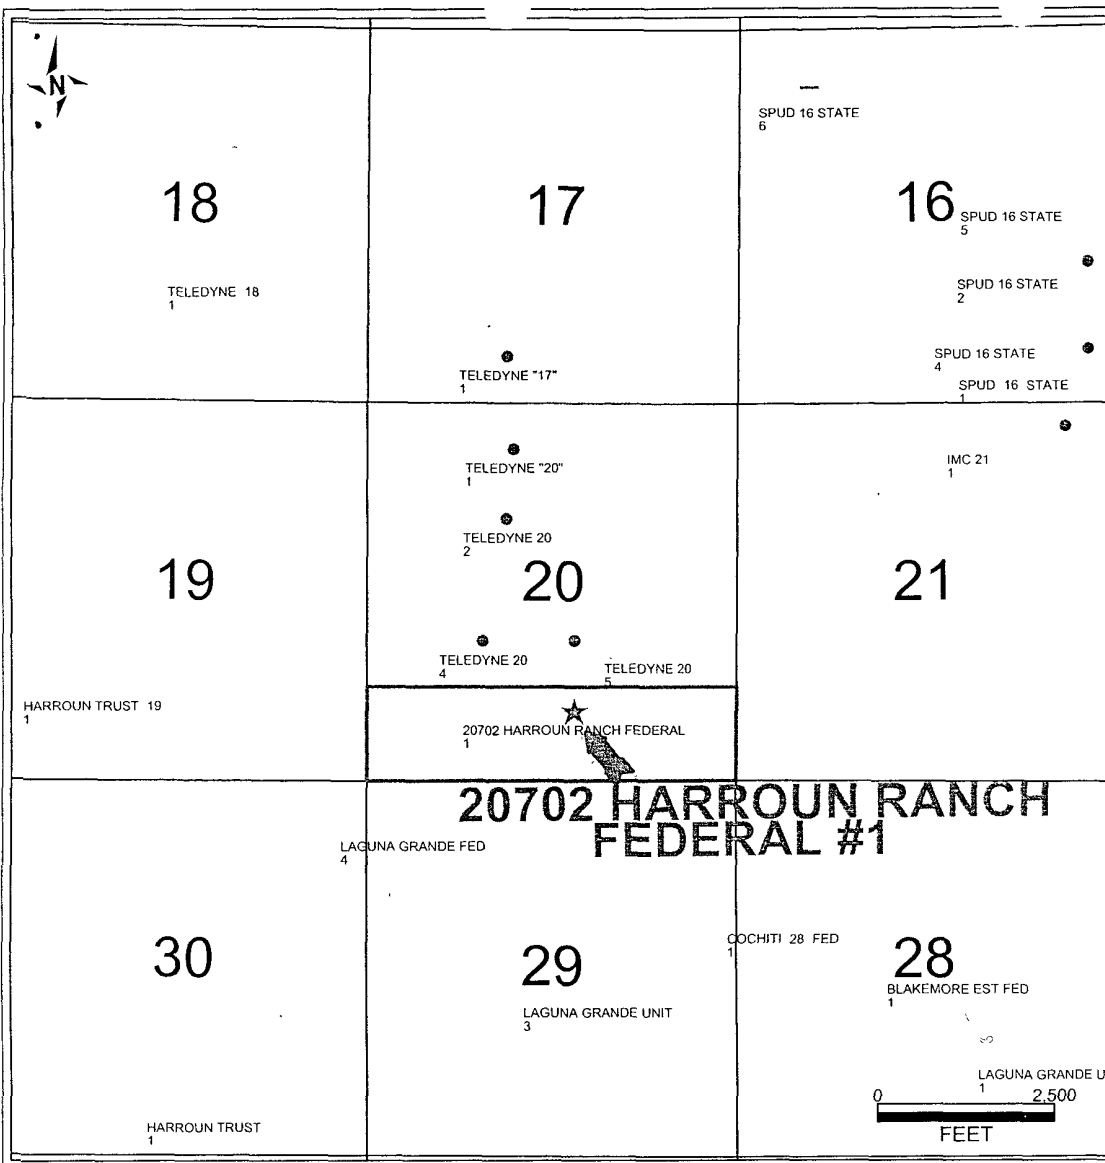 N
SPUD 16 STATE
6
18
17
16
SPUD 16 STATE
5
TELEDYNE 18
1
SPUD 16 STATE
2
TELEDYNE "17"
1
SPUD 16 STATE
4
SPUD 16 STATE
1
TELEDYNE "20"
1
IMC 21
1
TELEDYNE 20
2
19
20
21
TELEDYNE 20
4
TELEDYNE 20
5
HARROUN TRUST 19
1
20702 HARROUN RANCH FEDERAL
1
20702 HARROUN RANCH
FEDERAL #1
LAGUNA GRANDE FED
4
COCHITI 28 FED
1
30
29
28
BLAKEMORE EST FED
1
LAGUNA GRANDE UNIT
3
LAGUNA GRANDE U
1
0 2,500
FEET
HARROUN TRUST
1